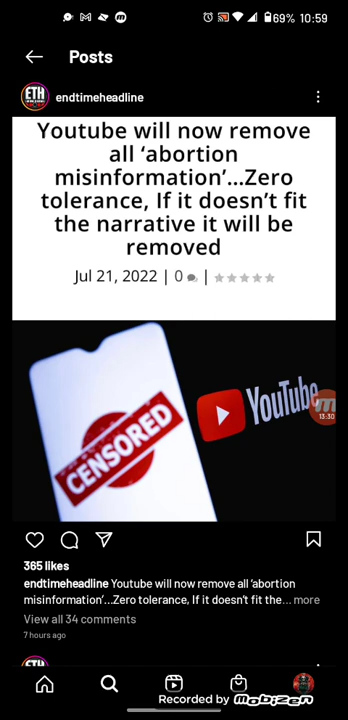 69% 10:59
Posts
ETH
endtimeheadline
Youtube will now remove
all ‘abortion
misinformation’...Zero
tolerance, If it doesn’t fit
the narrative it will be
removed
Jul 21, 2022 | 0 |
CENSORED
YouTube
13:30
365 likes
endtimeheadline Youtube will now remove all ‘abortion
misinformation’...Zero tolerance, If it doesn’t fit the... more
View all 34 comments
7 hours ago
ETH
Recorded by mobizen